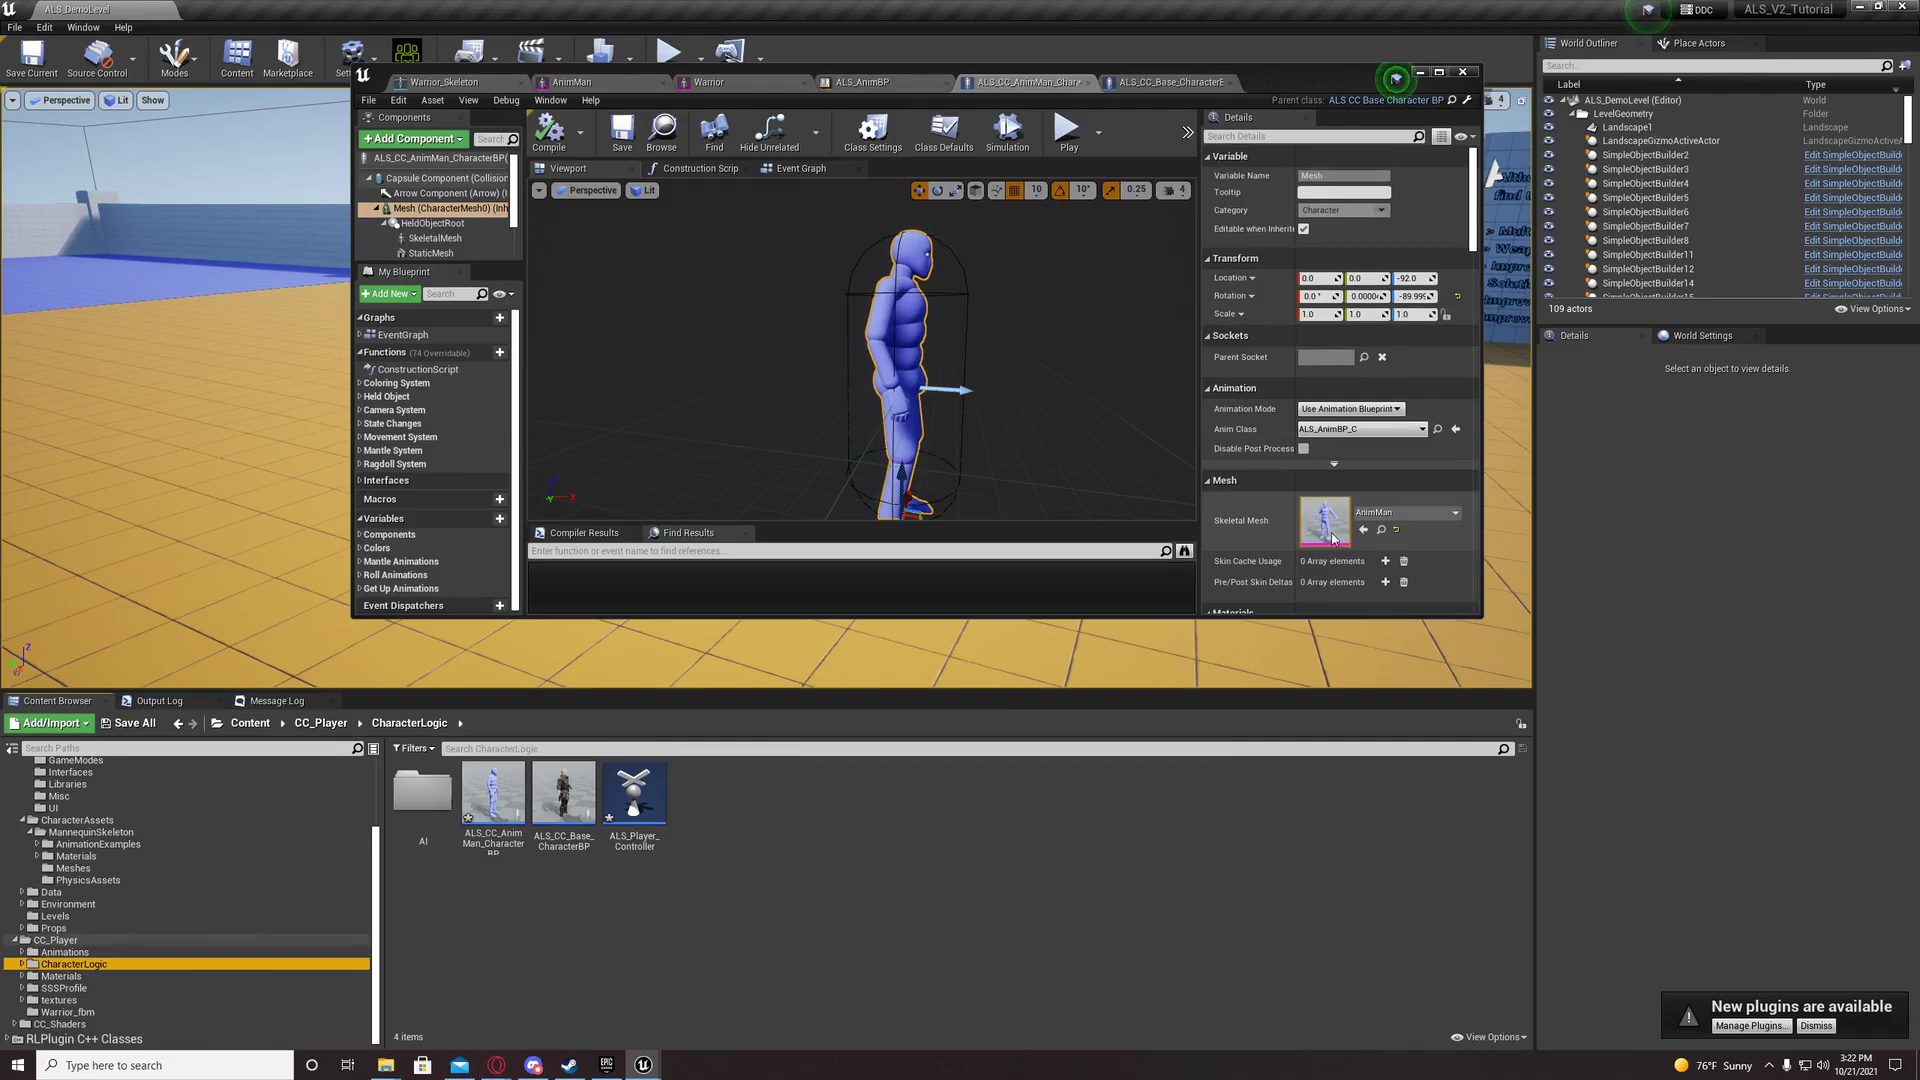 ALS_DemoLevel
DDC
ALS_V2_Tutorial
File Edit Window Help
Save Current
Source Control
Modes
Content
Marketplace
World Outliner
Place Actors
Search...
Label
Type
ALS_DemoLevel (Editor) World
LevelGeometry Folder
Landscape1 Landscape
LandscapeGizmoActiveActor LandscapeGizmoActive
SimpleObjectBuilder2 Edit SimpleObjectBuild
SimpleObjectBuilder3 Edit SimpleObjectBuild
SimpleObjectBuilder4 Edit SimpleObjectBuild
SimpleObjectBuilder5 Edit SimpleObjectBuild
SimpleObjectBuilder6 Edit SimpleObjectBuild
SimpleObjectBuilder7 Edit SimpleObjectBuild
SimpleObjectBuilder8 Edit SimpleObjectBuild
SimpleObjectBuilder11 Edit SimpleObjectBuild
SimpleObjectBuilder12 Edit SimpleObjectBuild
SimpleObjectBuilder14 Edit SimpleObjectBuild
109 actors
View Options
Details
World Settings
Select an object to view details.
Perspective
Lit
Show
4
Warrior_Skeleton
AnimMan
Warrior
ALS_AnimBP
ALS_CC_AnimMan_Char
ALS_CC_Base_CharacterE
File Edit Asset View Debug Window Help
Parent class: ALS CC Base Character BP
Components
+Add Component
Search
ALS_CC_AnimMan_CharacterBP(
Capsule Component (Collision
Arrow Component (Arrow) (I
Mesh (CharacterMesh0) (Inh
HeldObjectRoot
SkeletalMesh
StaticMesh
My Blueprint
+Add New
Search
Graphs
EventGraph
Functions (74 Overridable)
ConstructionScript
Coloring System
Held Object
Camera System
State Changes
Movement System
Mantle System
Ragdoll System
Interfaces
Macros
Variables
Components
Colors
Mantle Animations
Roll Animations
Get Up Animations
Event Dispatchers
Compile
Save
Browse
Find
Hide Unrelated
Class Settings
Class Defaults
Simulation
Play
Viewport
Construction Scrip
Event Graph
Perspective
Lit
10
10°
0.25
4
Compiler Results
Find Results
Enter function or event name to find references...
Details
Search Details
Variable
Variable Name Mesh
Tooltip
Category Character
Editable when Inherite
Transform
Location 0.0 0.0 -92.0
Rotation 0.0 ° 0.0000 -89.999
Scale 1.0 1.0 1.0
Sockets
Parent Socket
Animation
Animation Mode Use Animation Blueprint
Anim Class ALS_AnimBP_C
Disable Post Process
Mesh
Skeletal Mesh AnimMan
Skin Cache Usage 0 Array elements
Pre/Post Skin Deltas 0 Array elements
Materials
Content Browser
Output Log
Message Log
Add/Import
Save All
Content
CC_Player
CharacterLogic
Search Paths
GameModes
Interfaces
Libraries
Misc
UI
CharacterAssets
MannequinSkeleton
AnimationExamples
Materials
Meshes
PhysicsAssets
Data
Environment
Levels
Props
CC_Player
Animations
CharacterLogic
Materials
SSSProfile
textures
Warrior_fbm
CC_Shaders
RLPlugin C++ Classes
Filters
Search CharacterLogic
AI
ALS_CC_Anim
Man_Character
BP
ALS_CC_Base_
CharacterBP
ALS_Player_
Controller
4 items
View Options
New plugins are available
Manage Plugins...
Dismiss
Type here to search
EPIC
GAMES
76°F Sunny
3:22 PM
10/21/2021